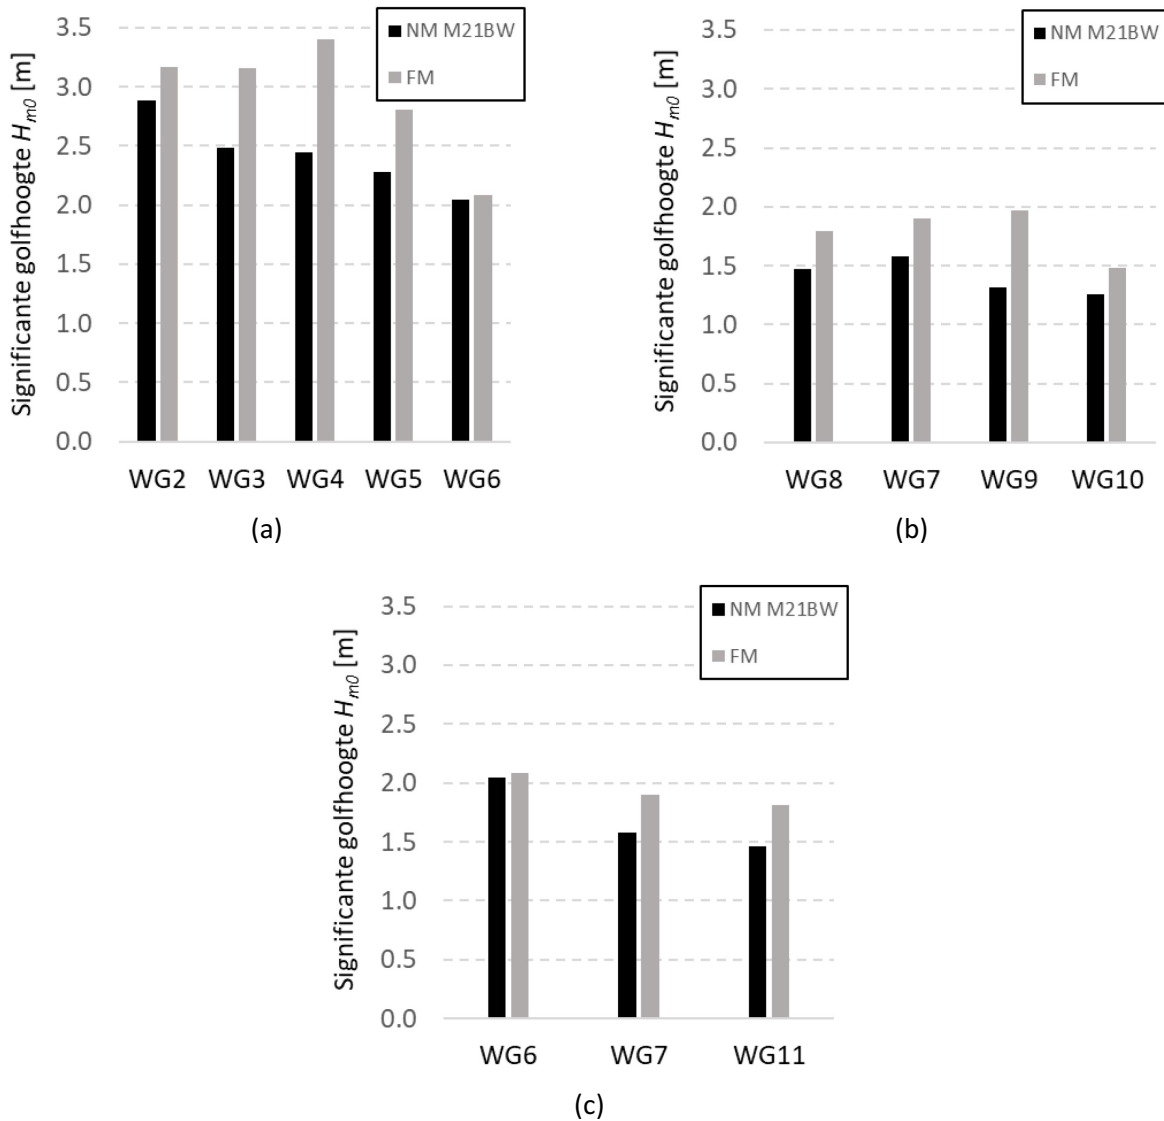 Significante golfhoogte Hm0 [m]
3.5
3.0
2.5
2.0
1.5
1.0
0.5
0.0
NM M21BW
FM
WG2 WG3 WG4 WG5 WG6
(a)
Significante golfhoogte Hm0 [m]
3.5
3.0
2.5
2.0
1.5
1.0
0.5
0.0
NM M21BW
FM
WG8 WG7 WG9 WG10
(b)
Significante golfhoogte Hm0 [m]
3.5
3.0
2.5
2.0
1.5
1.0
0.5
0.0
NM M21BW
FM
WG6 WG7 WG11
(c)